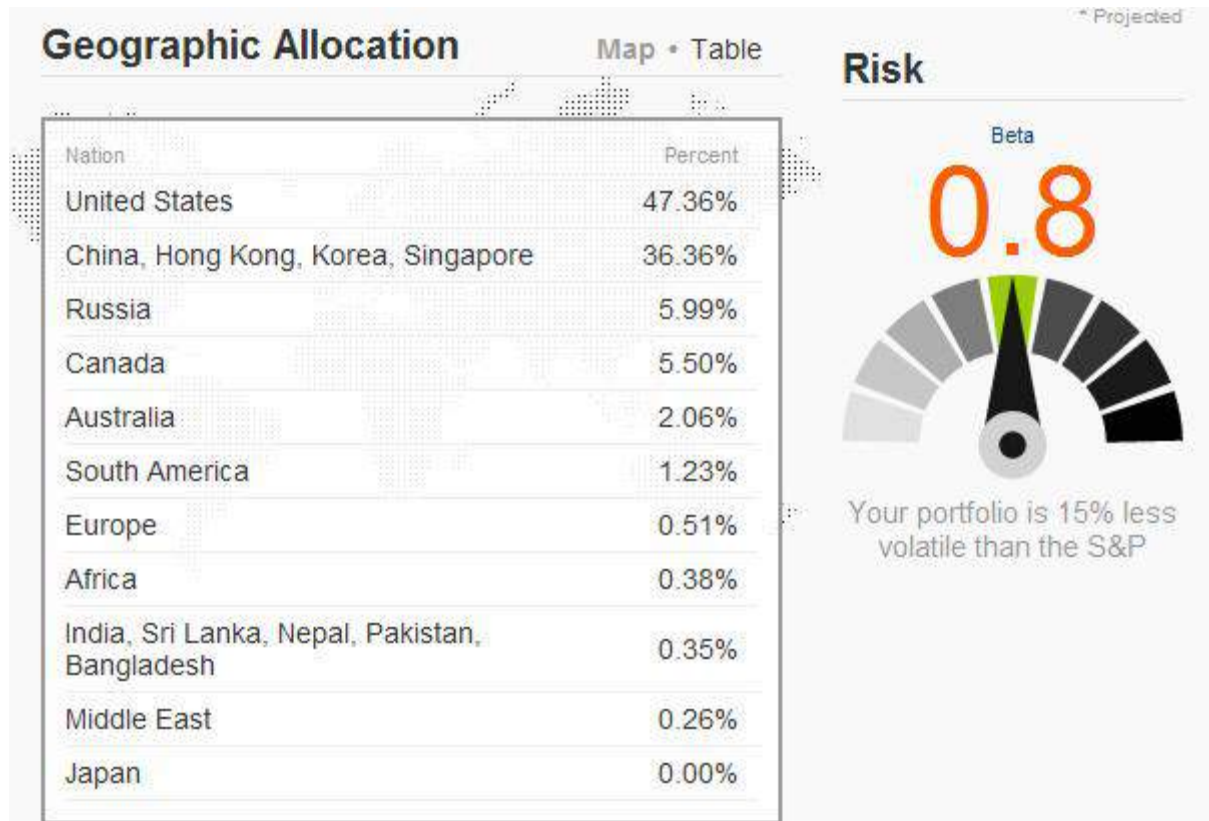 * Projected
Geographic Allocation
Map • Table
Risk
Nation Percent
United States 47.36%
China, Hong Kong, Korea, Singapore 36.36%
Russia 5.99%
Canada 5.50%
Australia 2.06%
South America 1.23%
Europe 0.51%
Africa 0.38%
India, Sri Lanka, Nepal, Pakistan,
Bangladesh 0.35%
Middle East 0.26%
Japan 0.00%
Beta
0.8
Your portfolio is 15% less
volatile than the S&P